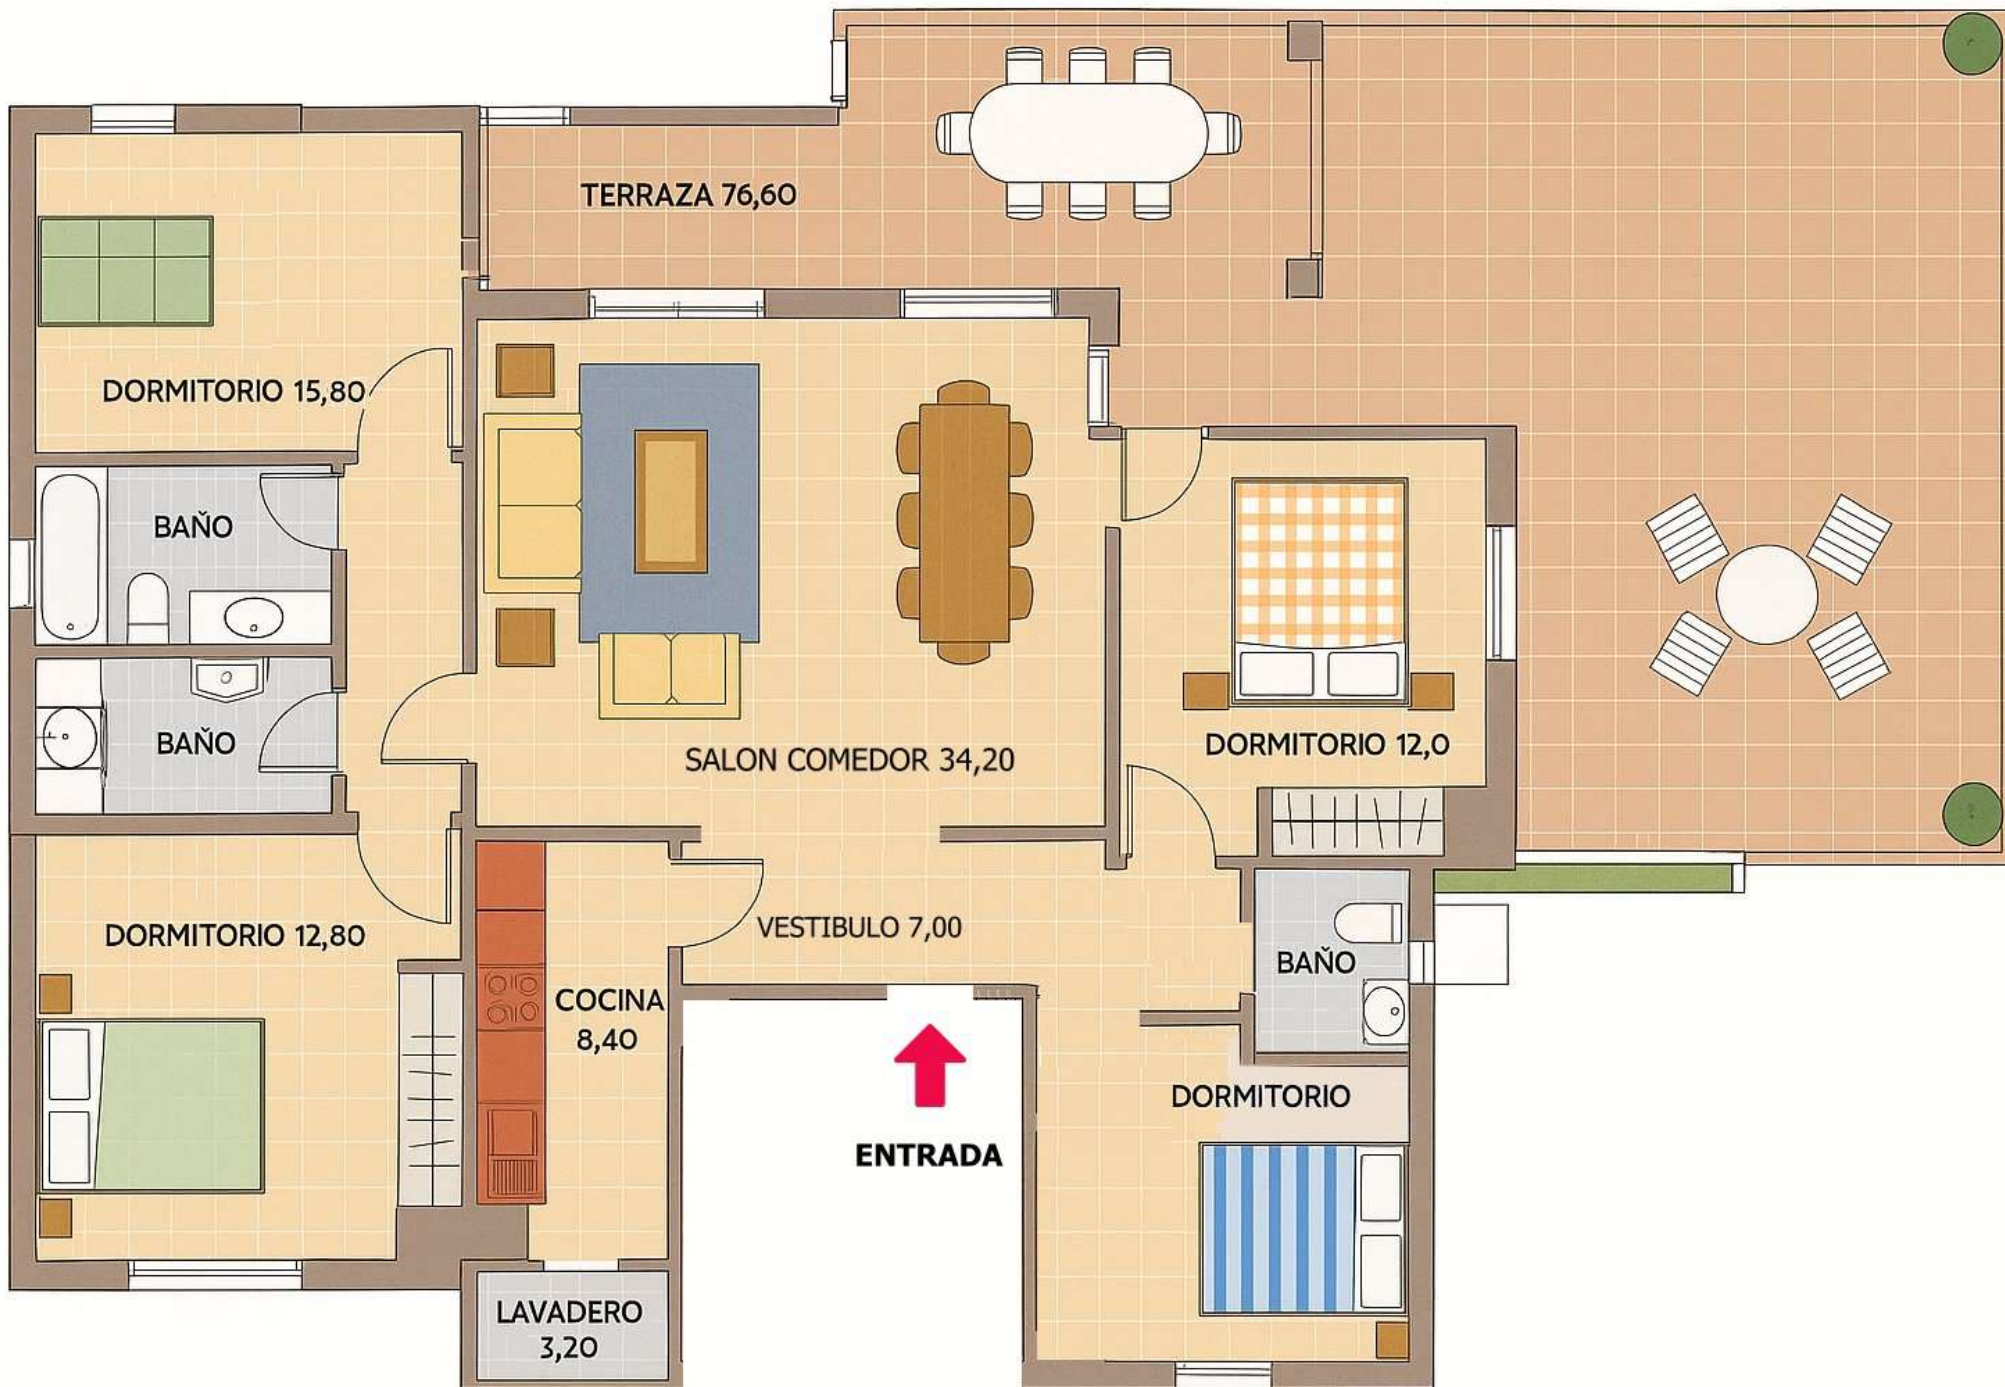 TERRAZA 76,60
DORMITORIO 15,80
BAÑO
BAÑO
SALON COMEDOR 34,20
DORMITORIO 12,0
DORMITORIO 12,80
VESTIBULO 7,00
BAÑO
COCINA
8,40
DORMITORIO
ENTRADA
LAVADERO
3,20